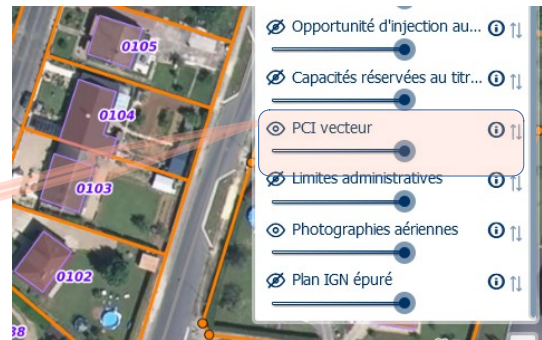 0105
Opportunité d'injection au...
Capacités réservées au titr...
0104
PCI vecteur
0103
Limites administratives
Photographies aériennes
0102
Plan IGN épuré
38